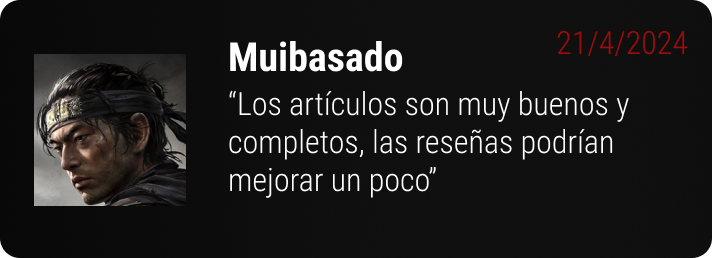 21/4/2024
Muibasado
“Los artículos son muy buenos y
completos, las reseñas podrían
mejorar un poco”